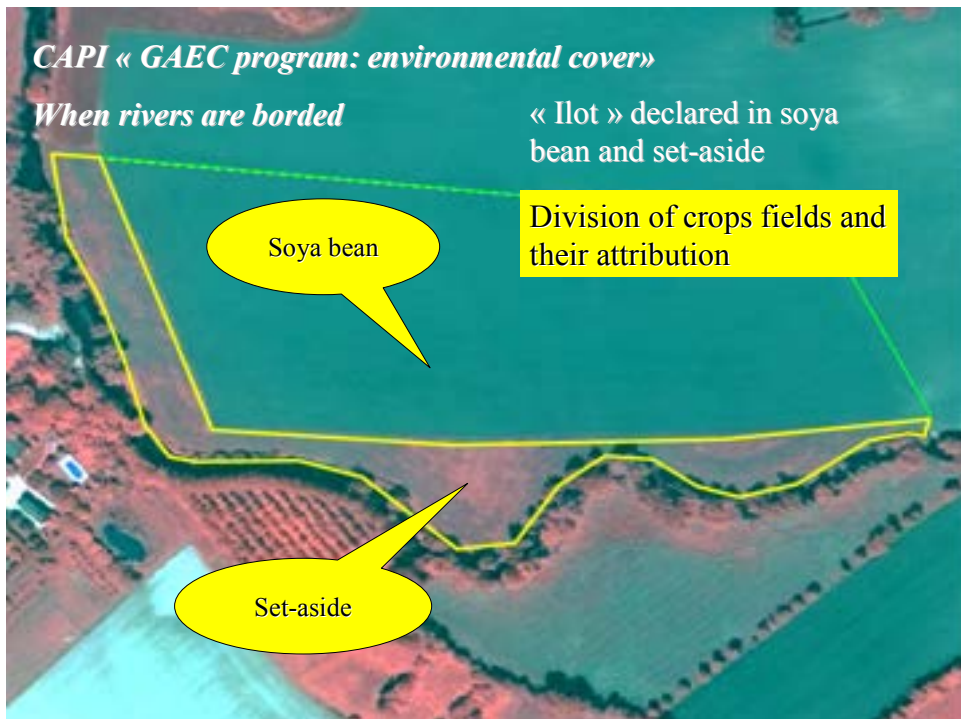 CAPI « GAEC program: environmental cover»
When rivers are borded
« Ilot » declared in soya
bean and set-aside
Division of crops fields and
their attribution
Soya bean
Set-aside